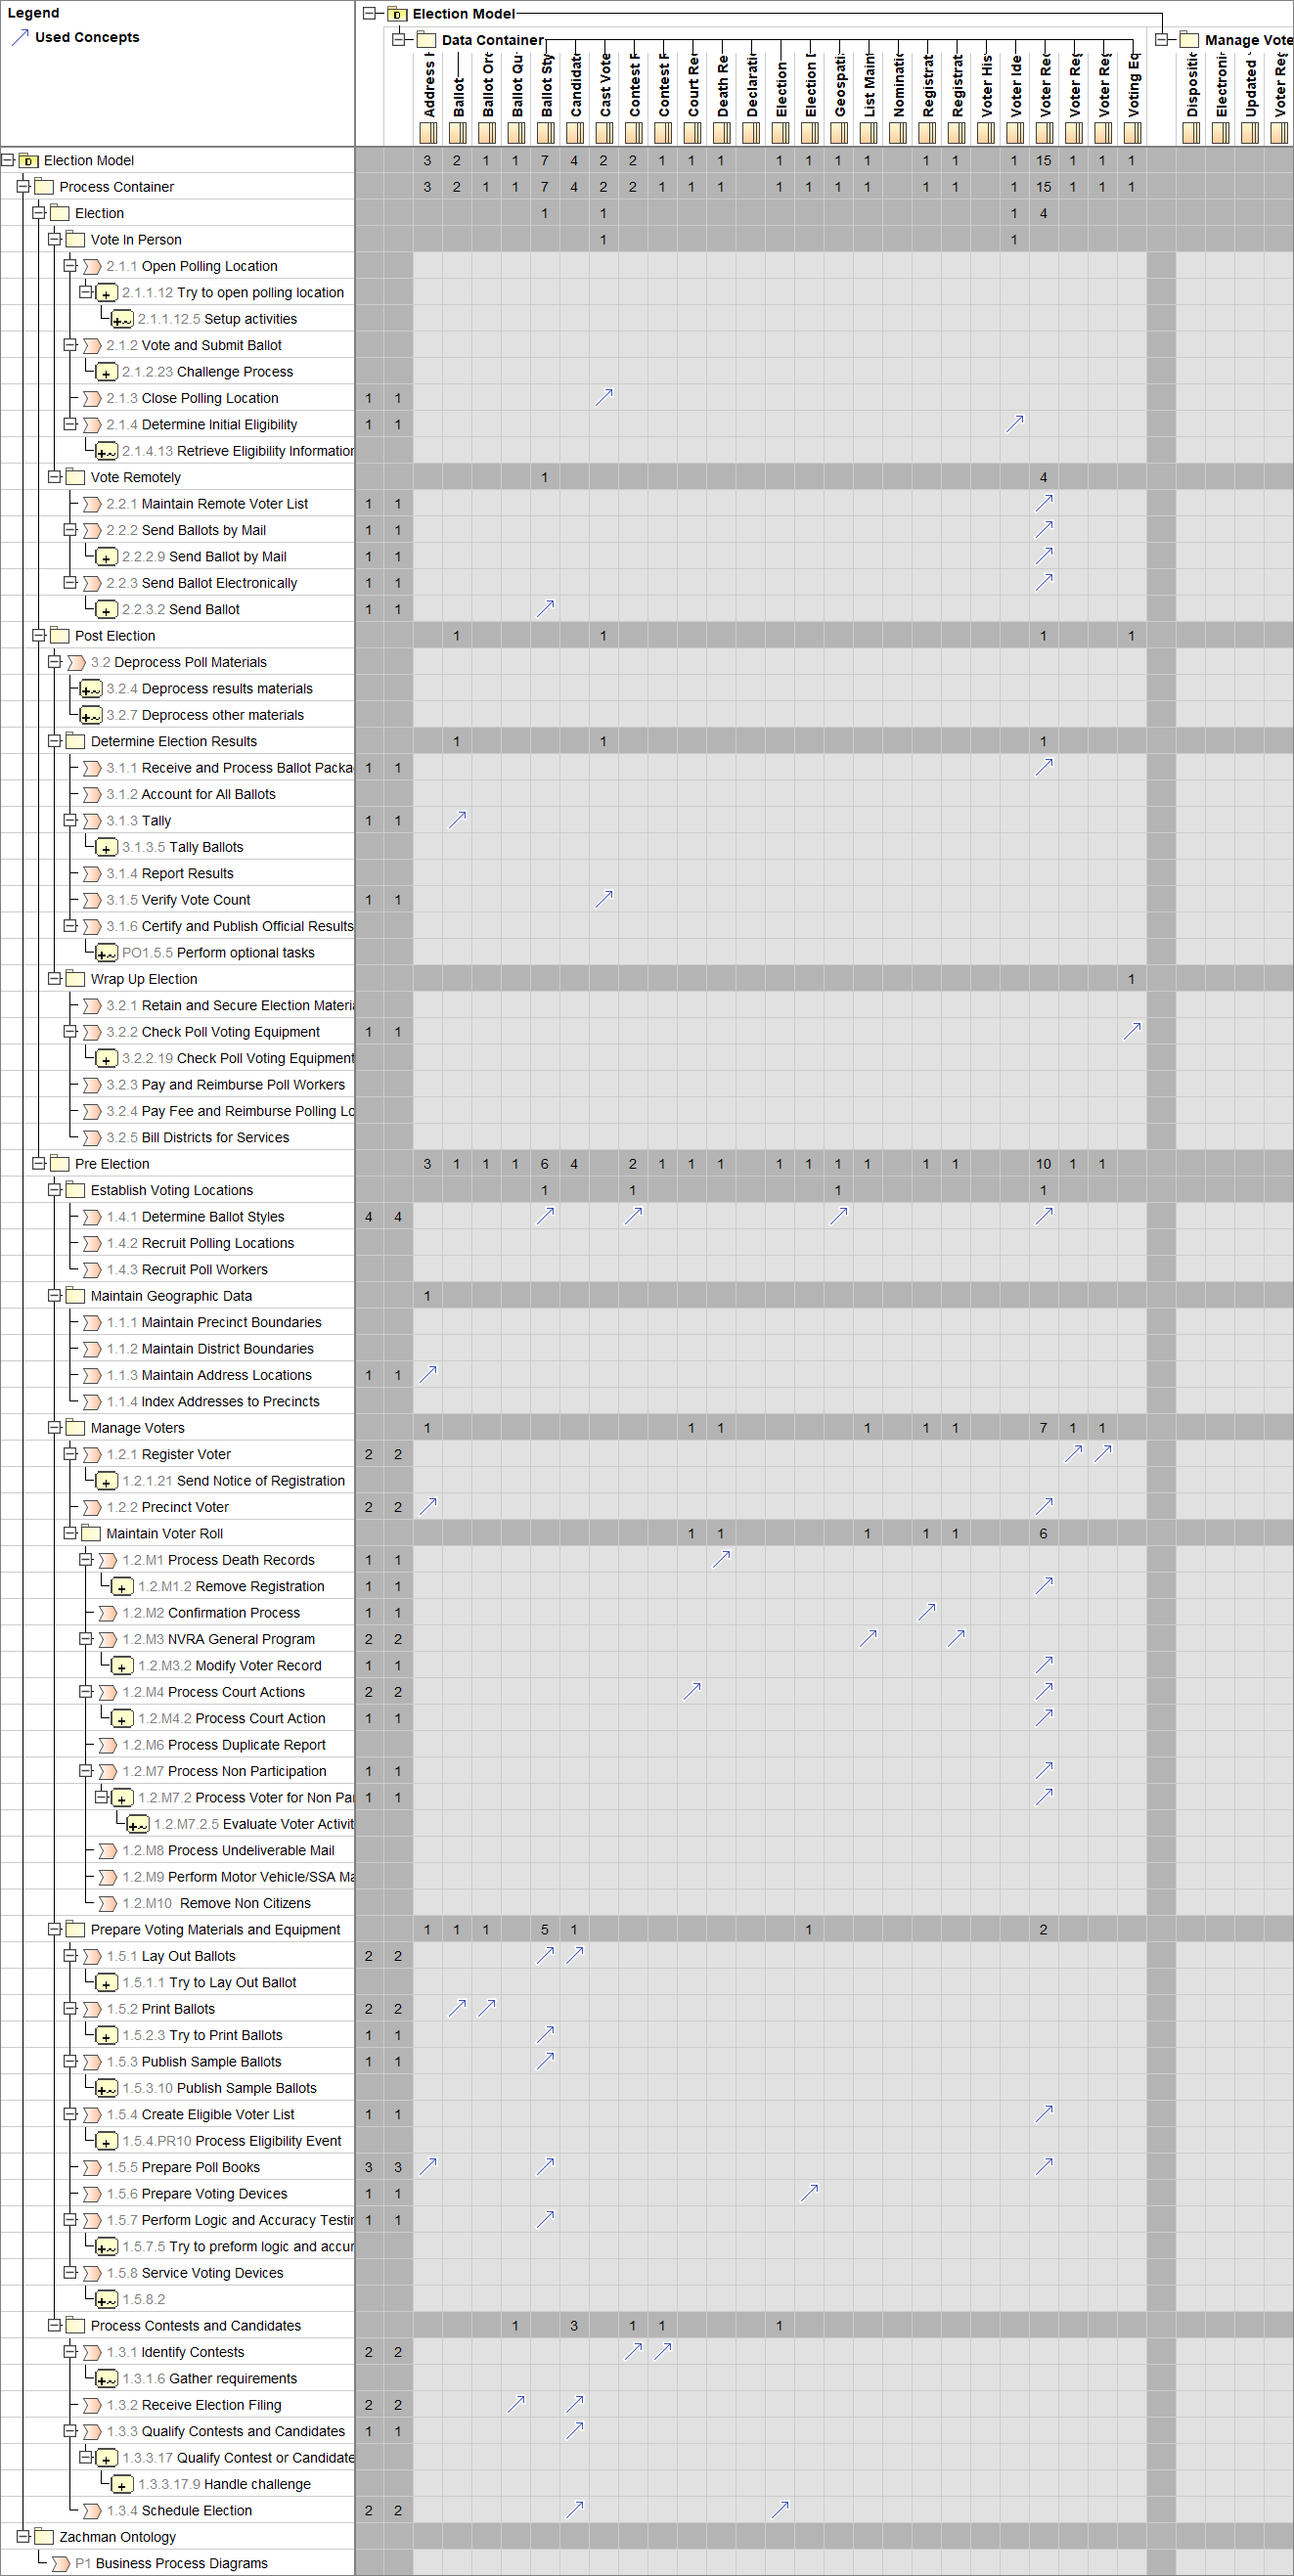 Legend
Used Concepts
Election Model
Data Container
Manage Vote
Address
Ballot
Ballot Ord
Ballot Qu
Ballot Sty
Candidate
Cast Vote
Contest
Contest
Court Rec
Death Re
Declarati
Election
Election
Geospati
List Main
Nominati
Registrat
Registrat
Voter His
Voter Ide
Voter Rec
Voter Reg
Voter Reg
Voting Eq
Dispositi
Electroni
Updated
Voter Reg
Election Model 3 2 1 1 7 4 2 2 1 1 1 1 1 1 1 1 1 1 15 1 1 1
Process Container 3 2 1 1 7 4 2 2 1 1 1 1 1 1 1 1 1 1 15 1 1 1
Election 1 1 1 4
Vote In Person 1 1
2.1.1 Open Polling Location
2.1.1.12 Try to open polling location
2.1.1.12.5 Setup activities
2.1.2 Vote and Submit Ballot
2.1.2.23 Challenge Process
2.1.3 Close Polling Location 1 1
2.1.4 Determine Initial Eligibility 1 1
2.1.4.13 Retrieve Eligibility Information
Vote Remotely 1 4
2.2.1 Maintain Remote Voter List 1 1
2.2.2 Send Ballots by Mail 1 1
2.2.2.9 Send Ballot by Mail 1 1
2.2.3 Send Ballot Electronically 1 1
2.2.3.2 Send Ballot 1 1
Post Election 1 1 1 1
3.2 Deprocess Poll Materials
3.2.4 Deprocess results materials
3.2.7 Deprocess other materials
Determine Election Results 1 1 1
3.1.1 Receive and Process Ballot Packa 1 1
3.1.2 Account for All Ballots
3.1.3 Tally 1 1
3.1.3.5 Tally Ballots
3.1.4 Report Results
3.1.5 Verify Vote Count 1 1
3.1.6 Certify and Publish Official Results
PO1.5.5 Perform optional tasks
Wrap Up Election 1
3.2.1 Retain and Secure Election Materia
3.2.2 Check Poll Voting Equipment 1 1
3.2.2.19 Check Poll Voting Equipment
3.2.3 Pay and Reimburse Poll Workers
3.2.4 Pay Fee and Reimburse Polling Lo
3.2.5 Bill Districts for Services
Pre Election 3 1 1 1 6 4 2 1 1 1 1 1 1 1 1 1 10 1 1
Establish Voting Locations 1 1 1 1
1.4.1 Determine Ballot Styles 4 4
1.4.2 Recruit Polling Locations
1.4.3 Recruit Poll Workers
Maintain Geographic Data 1
1.1.1 Maintain Precinct Boundaries
1.1.2 Maintain District Boundaries
1.1.3 Maintain Address Locations 1 1
1.1.4 Index Addresses to Precincts
Manage Voters 1 1 1 1 1 1 7 1 1
1.2.1 Register Voter 2 2
1.2.1.21 Send Notice of Registration
1.2.2 Precinct Voter 2 2
Maintain Voter Roll 1 1 1 1 1 6
1.2.M1 Process Death Records 1 1
1.2.M1.2 Remove Registration 1 1
1.2.M2 Confirmation Process 1 1
1.2.M3 NVRA General Program 2 2
1.2.M3.2 Modify Voter Record 1 1
1.2.M4 Process Court Actions 2 2
1.2.M4.2 Process Court Action 1 1
1.2.M6 Process Duplicate Report
1.2.M7 Process Non Participation 1 1
1.2.M7.2 Process Voter for Non Pa 1 1
1.2.M7.2.5 Evaluate Voter Activit
1.2.M8 Process Undeliverable Mail
1.2.M9 Perform Motor Vehicle/SSA Ma
1.2.M10 Remove Non Citizens
Prepare Voting Materials and Equipment 1 1 1 5 1 1 2
1.5.1 Lay Out Ballots 2 2
1.5.1.1 Try to Lay Out Ballot
1.5.2 Print Ballots 2 2
1.5.2.3 Try to Print Ballots 1 1
1.5.3 Publish Sample Ballots 1 1
1.5.3.10 Publish Sample Ballots
1.5.4 Create Eligible Voter List 1 1
1.5.4.PR10 Process Eligibility Event
1.5.5 Prepare Poll Books 3 3
1.5.6 Prepare Voting Devices 1 1
1.5.7 Perform Logic and Accuracy Testin 1 1
1.5.7.5 Try to preform logic and accur
1.5.8 Service Voting Devices
1.5.8.2
Process Contests and Candidates 1 3 1 1 1
1.3.1 Identify Contests 2 2
1.3.1.6 Gather requirements
1.3.2 Receive Election Filing 2 2
1.3.3 Qualify Contests and Candidates 1 1
1.3.3.17 Qualify Contest or Candidate
1.3.3.17.9 Handle challenge
1.3.4 Schedule Election 2 2
Zachman Ontology
P1 Business Process Diagrams